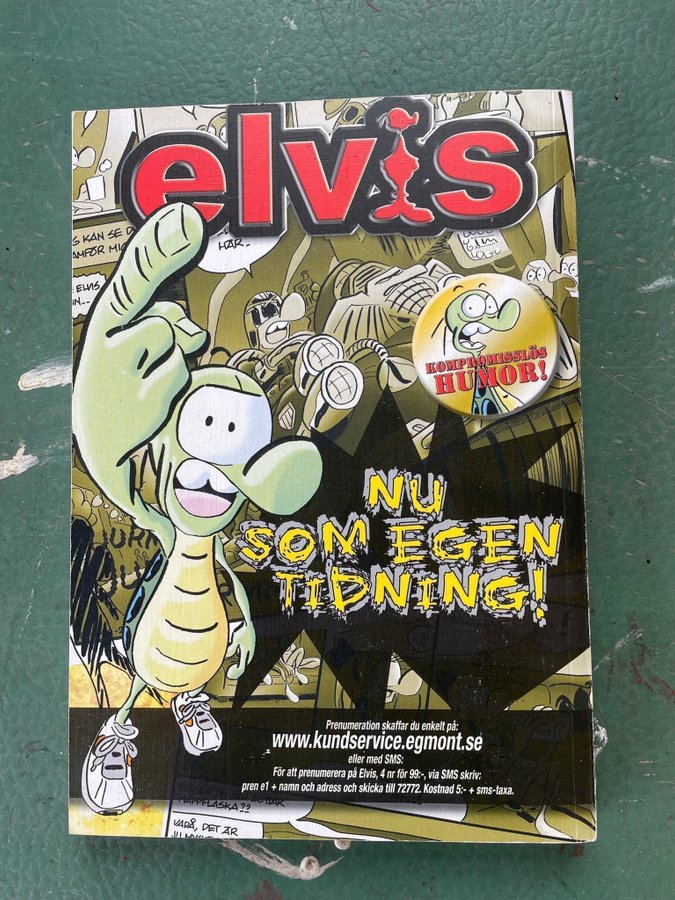 elvis
HÄR.
KOMPROMISSLÖS
HUMOR!
NU
SOM EGEN
TIDNING!
Prenumeration skaffar du enkelt på:
www.kundservice.egmont.se
eller med SMS:
För att prenumerera på Elvis, 4 nr för 99:-, via SMS skriv:
pren e1 + namn och adress och skicka till 72772. Kostnad 5:- + sms-taxa.
VADÅ, DET ÄR